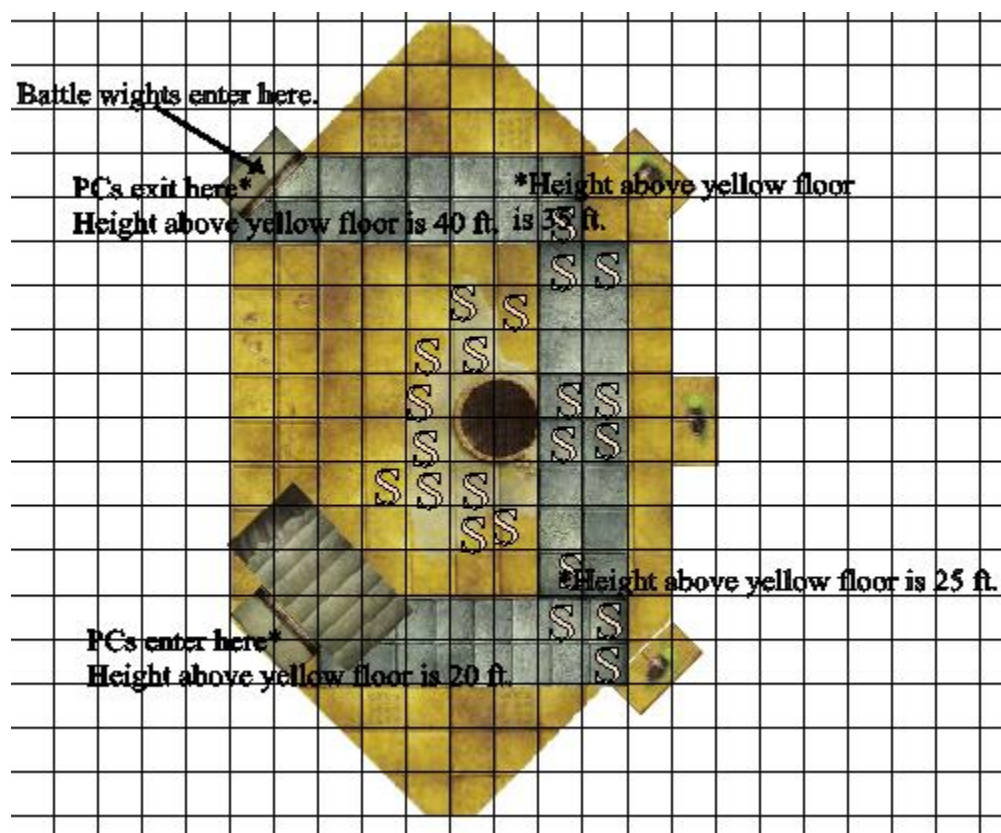 Battle wights enter here.
PCs exit here*
Height above yellow floor is 40 ft.
*Height above yellow floor
is 35 ft.
S
S S
S
S
S S
S S S
S S S
S S S
S S
S
*Height above yellow floor is 25 ft.
S S
PCs enter here*
S
Height above yellow floor is 20 ft.